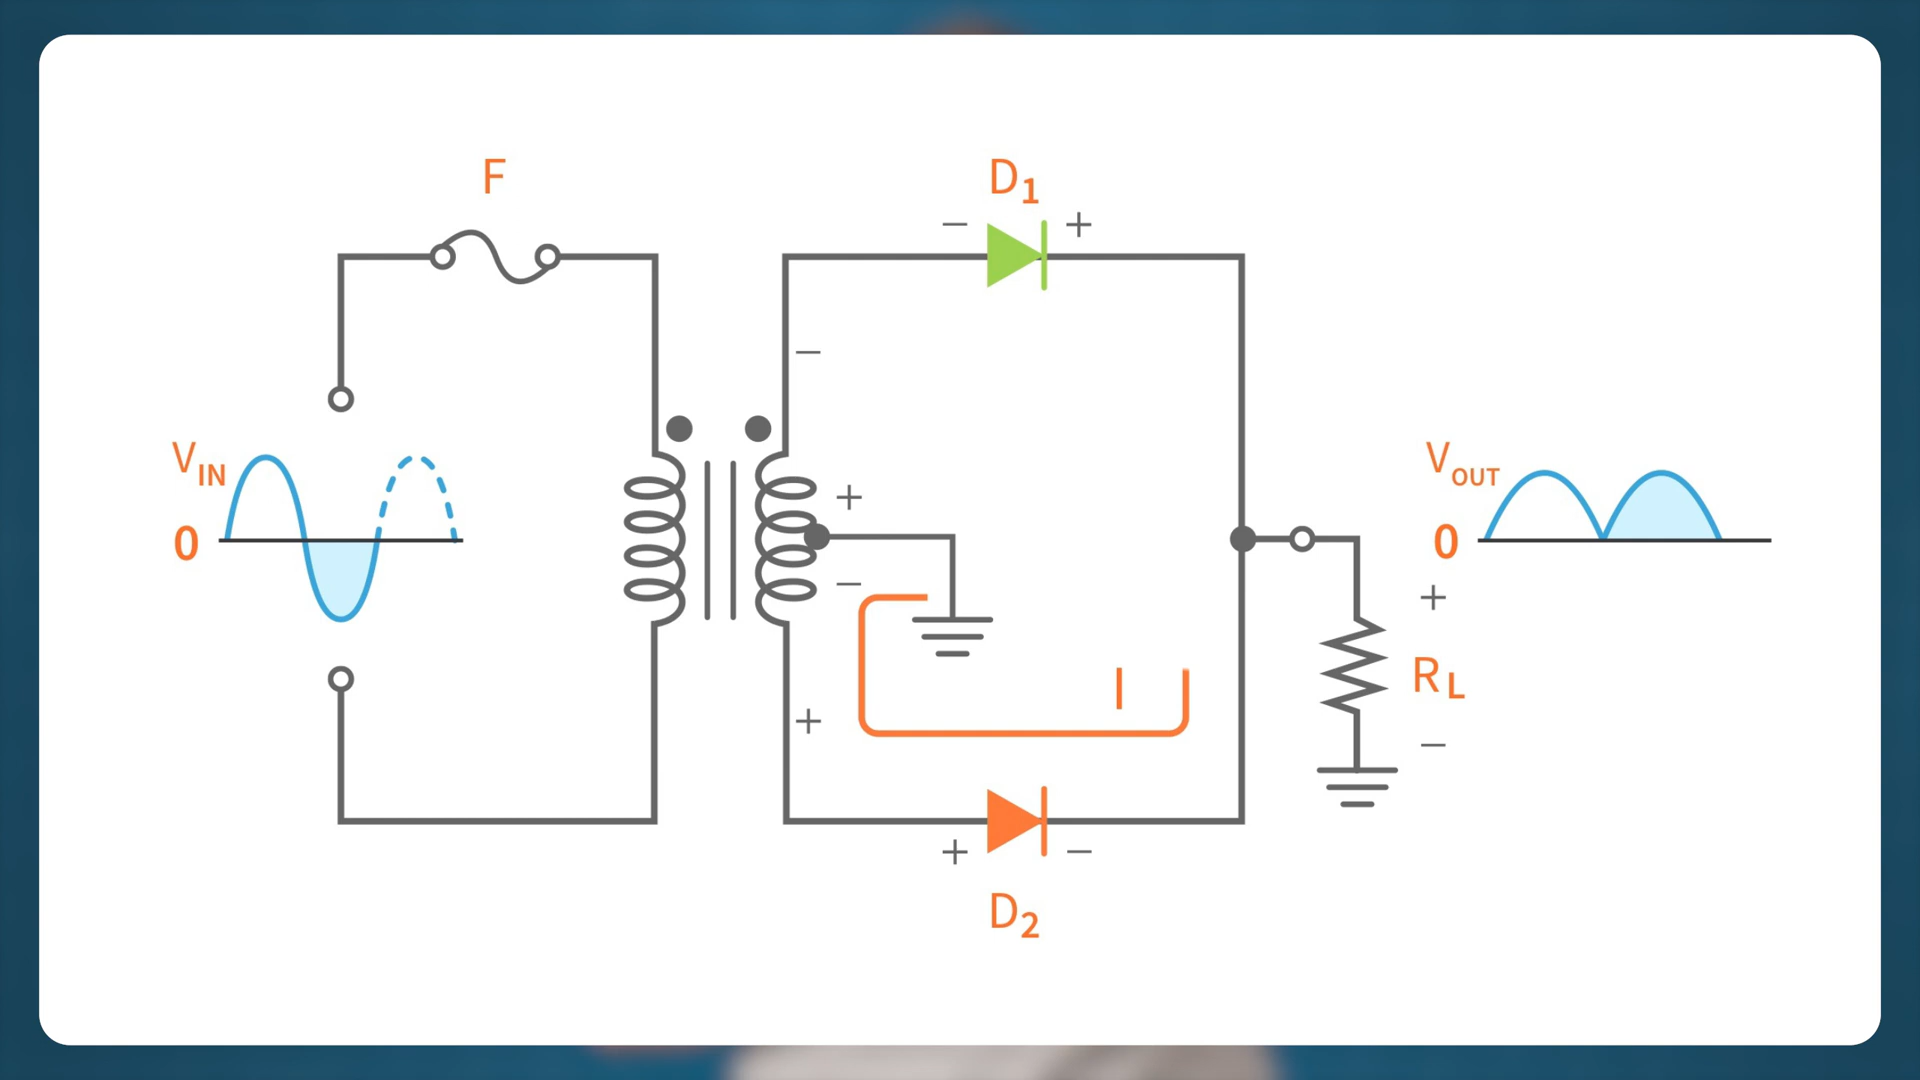 F
D1
− +
−
VIN
0
+
−
I
+
+ −
D2
VOUT
0
+
RL
−